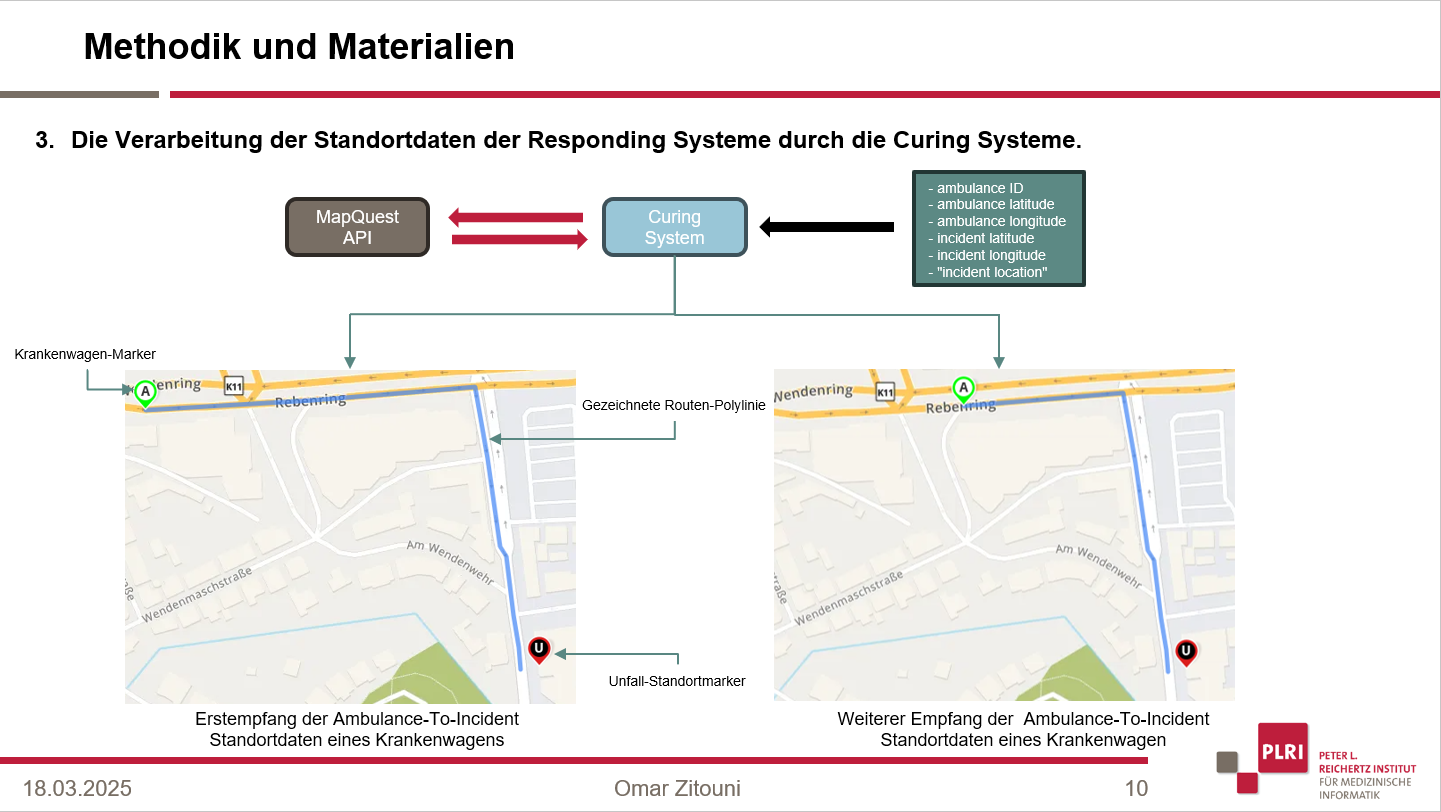 Methodik und Materialien
3. Die Verarbeitung der Standortdaten der Responding Systeme durch die Curing Systeme.
MapQuest
API
Curing
System
- ambulance ID
- ambulance latitude
- ambulance longitude
- incident latitude
- incident longitude
- "incident location"
Krankenwagen-Marker
A
endenring
K11
Rebenring
Gezeichnete Routen-Polylinie
Am Wendenwehr
Wendenmaschstraße
aße
U
Unfall-Standortmarker
Wendenring
K11
A
Rebenring
Am Wendenwehr
Wendenmaschstraße
raße
U
Erstempfang der Ambulance-To-Incident
Standortdaten eines Krankenwagens
Weiterer Empfang der Ambulance-To-Incident
Standortdaten eines Krankenwagen
PLRI
PETER L.
REICHERTZ INSTITUT
FÜR MEDIZINISCHE
INFORMATIK
18.03.2025
Omar Zitouni
10